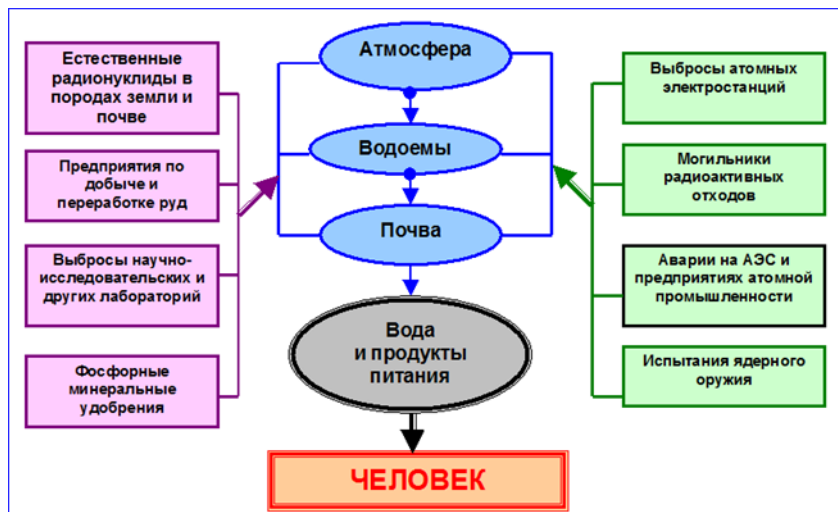 Естественные
радионуклиды в
породах земли и
почве
Предприятия по
добыче и
переработке руд
Выбросы научно-
исследовательских и
других лабораторий
Фосфорные
минеральные
удобрения
Атмосфера
Водоемы
Почва
Вода
и продукты
питания
ЧЕЛОВЕК
Выбросы атомных
электростанций
Могильники
радиоактивных
отходов
Аварии на АЭС и
предприятиях атомной
промышленности
Испытания ядерного
оружия